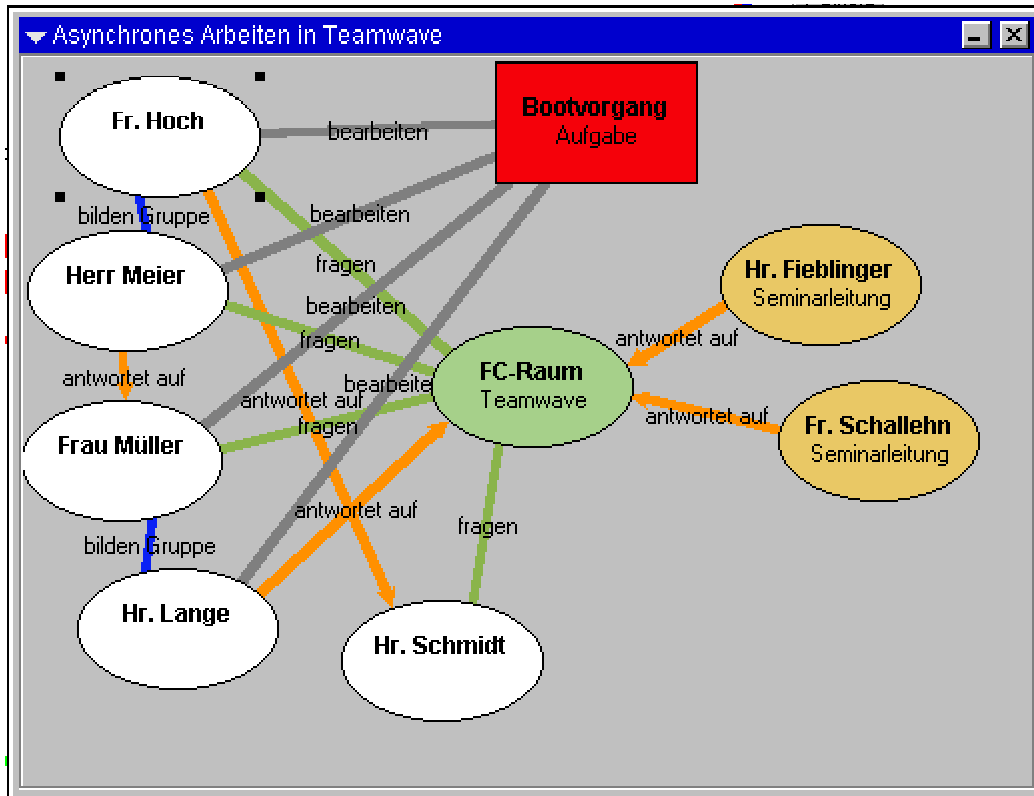 Asynchrones Arbeiten in Teamwave
Bootvorgang
Aufgabe
Fr. Hoch
bearbeiten
bilden Gruppe
bearbeiten
Herr Meier
fragen
Hr. Fieblinger
Seminarleitung
bearbeiten
fragen
antwortet auf
antwortet auf
FC-Raum
Teamwave
bearbeite
antwortet auf
fragen
antwortet auf
Frau Müller
Fr. Schallehn
Seminarleitung
antwortet auf
fragen
bilden Gruppe
Hr. Lange
Hr. Schmidt